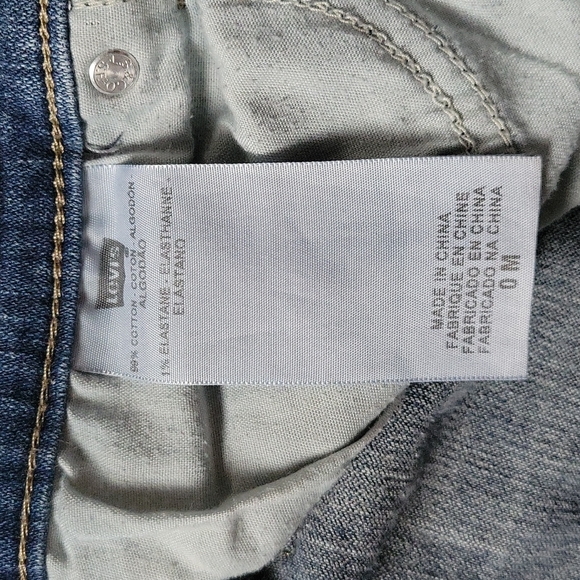 Levi's
99% COTTON - COTON - ALGODÓN -
ALGODÃO
1% ELASTANE - ELASTHANNE -
ELASTANO
MADE IN CHINA
FABRIQUE EN CHINE
FABRICADO EN CHINA
FABRICADO NA CHINA
0 M